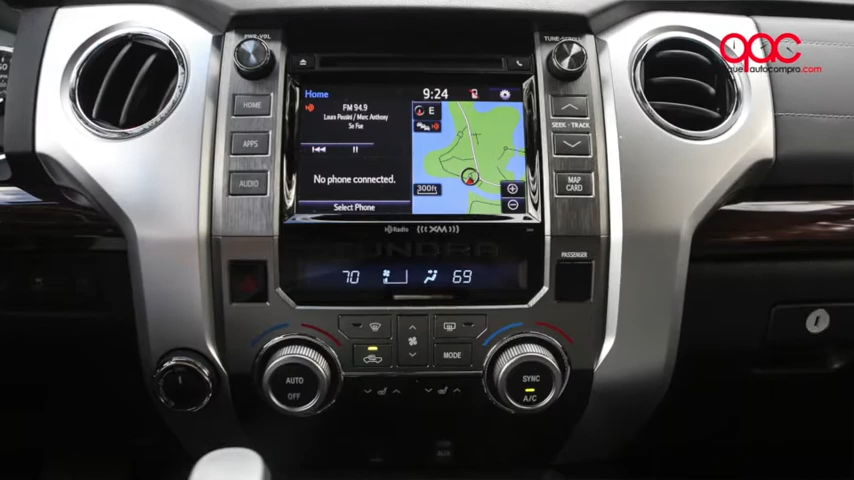 qac
queautocompro.com
PWR•VOL
TUNE•SCROLL
HOME
APPS
AUDIO
Home
9:24
FM 94.9
Laura Pausini / Marc Anthony
Se Fue
E
No phone connected.
300ft
Select Phone
SEEK•TRACK
MAP
CARD
HD Radio
((XM))
TUNDRA
PASSENGER
70
69
MODE
AUTO
OFF
SYNC
A/C
AUX